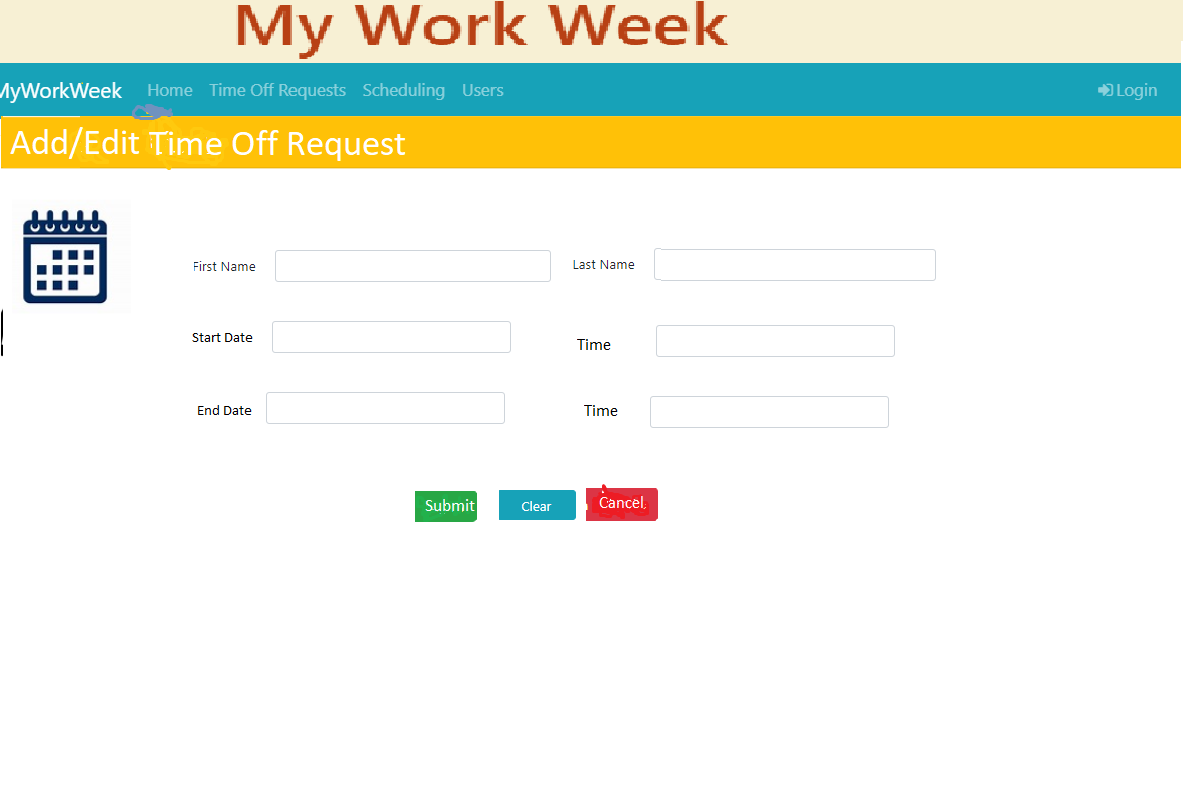 My Work Week
MyWorkWeek Home Time Off Requests Scheduling Users Login
Add/Edit Time Off Request
First Name Last Name
Start Date Time
End Date Time
Submit Clear Cancel